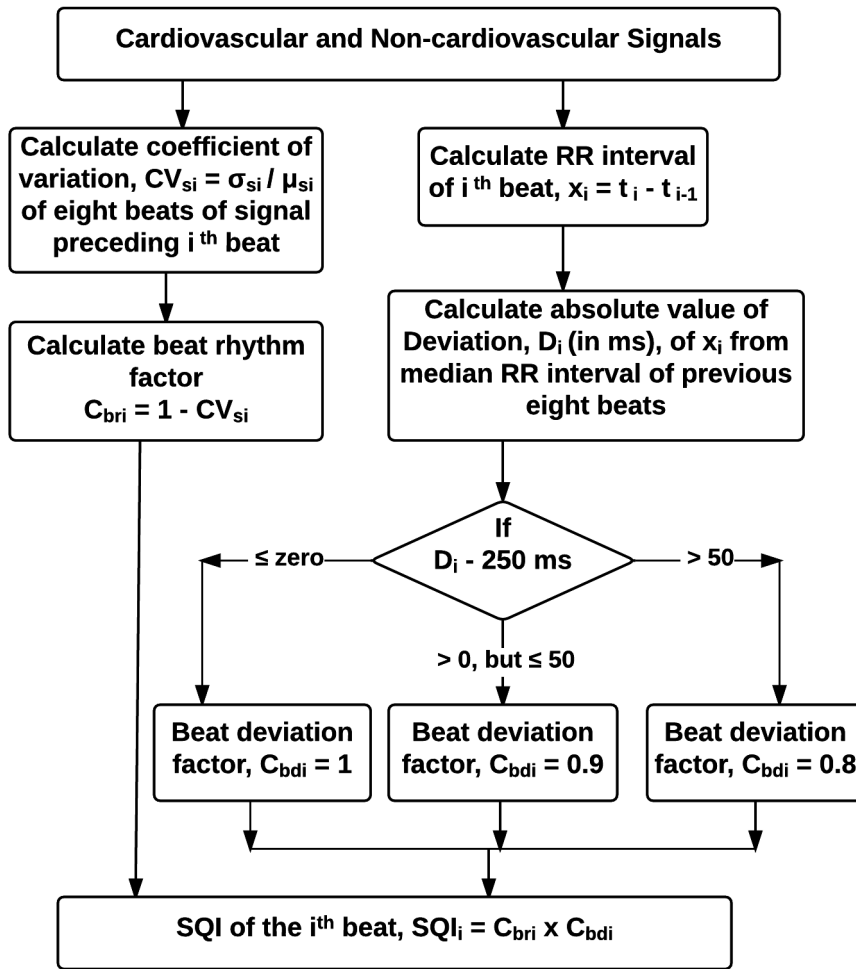 Cardiovascular and Non-cardiovascular Signals
Calculate coefficient of
variation, CVsi = σsi / μsi
of eight beats of signal
preceding i th beat
Calculate RR interval
of i th beat, xi = t i - t i-1
Calculate beat rhythm
factor
Cbri = 1 - CVsi
Calculate absolute value of
Deviation, Di (in ms), of xi from
median RR interval of previous
eight beats
If
Di - 250 ms
≤ zero
> 50
> 0, but ≤ 50
Beat deviation
factor, Cbdi = 1
Beat deviation
factor, Cbdi = 0.9
Beat deviation
factor, Cbdi = 0.8
SQI of the ith beat, SQIi = Cbri x Cbdi